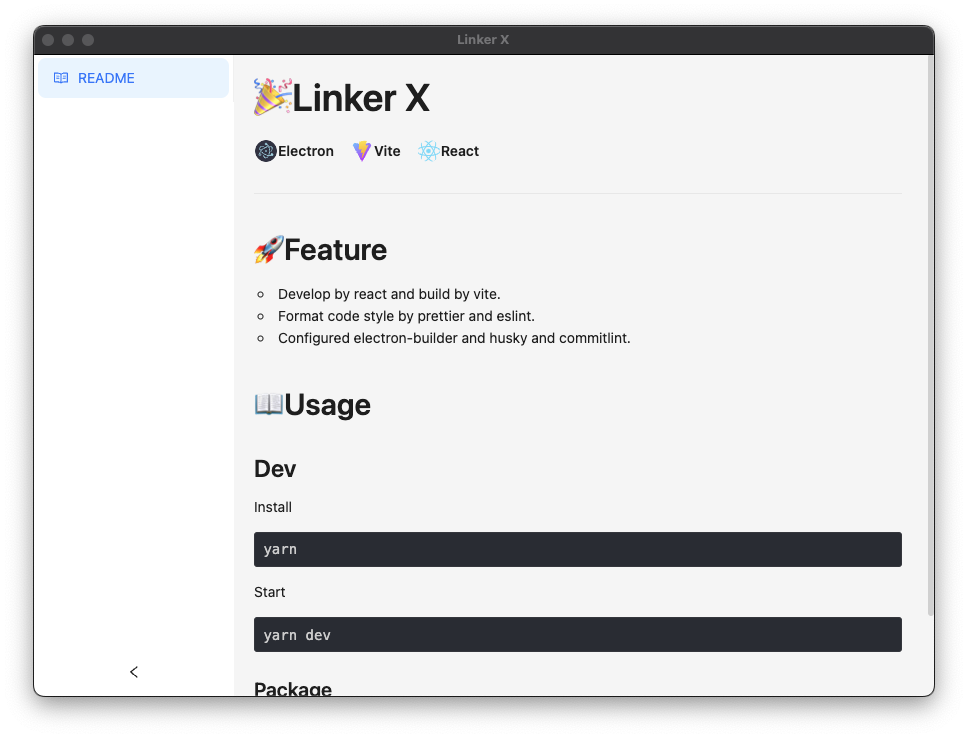 Linker X
README
🎉Linker X
Electron Vite React
🚀Feature
Develop by react and build by vite.
Format code style by prettier and eslint.
Configured electron-builder and husky and commitlint.
📖Usage
Dev
Install
yarn
Start
yarn dev
Package